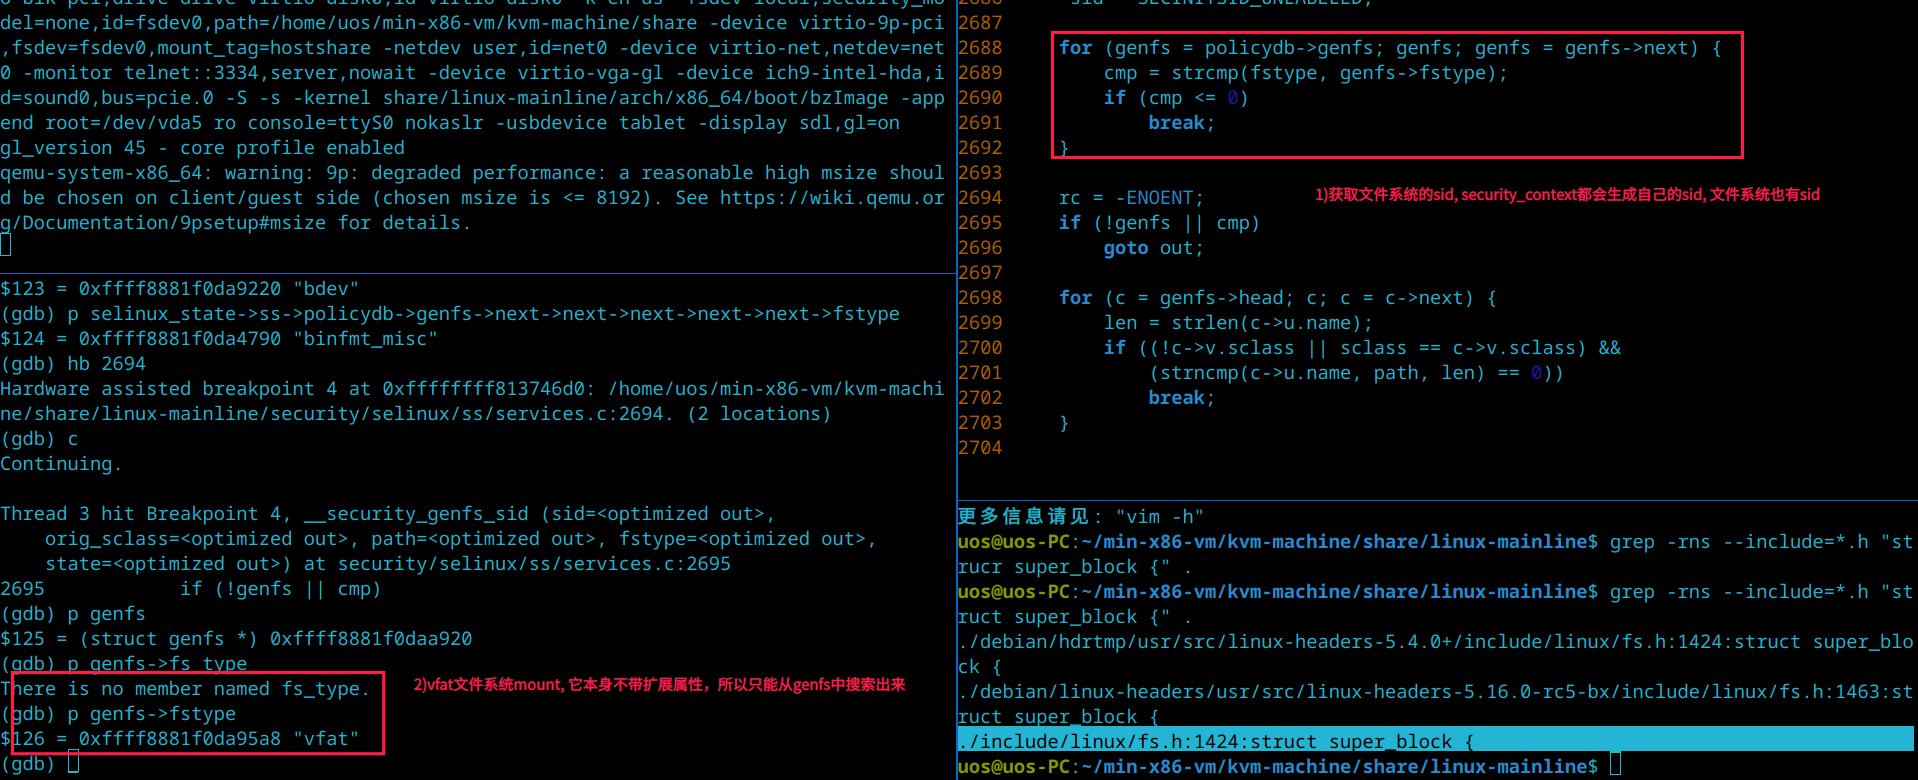 del=none,id=fsdev0,path=/home/uos/min-x86-vm/kvm-machine/share -device virtio-9p-pci
,fsdev=fsdev0,mount_tag=hostshare -netdev user,id=net0 -device virtio-net,netdev=net
0 -monitor telnet::3334,server,nowait -device virtio-vga-gl -device ich9-intel-hda,i
d=sound0,bus=pcie.0 -S -s -kernel share/linux-mainline/arch/x86_64/boot/bzImage -app
end root=/dev/vda5 ro console=ttyS0 nokaslr -usbdevice tablet -display sdl,gl=on
gl_version 45 - core profile enabled
qemu-system-x86_64: warning: 9p: degraded performance: a reasonable high msize shoul
d be chosen on client/guest side (chosen msize is <= 8192). See https://wiki.qemu.or
g/Documentation/9psetup#msize for details.
$123 = 0xffff8881f0da9220 "bdev"
(gdb) p selinux_state->ss->policydb->genfs->next->next->next->next->next->fstype
$124 = 0xffff8881f0da4790 "binfmt_misc"
(gdb) hb 2694
Hardware assisted breakpoint 4 at 0xffffffff813746d0: /home/uos/min-x86-vm/kvm-machi
ne/share/linux-mainline/security/selinux/ss/services.c:2694. (2 locations)
(gdb) c
Continuing.
Thread 3 hit Breakpoint 4, __security_genfs_sid (sid=<optimized out>,
    orig_sclass=<optimized out>, path=<optimized out>, fstype=<optimized out>,
    state=<optimized out>) at security/selinux/ss/services.c:2695
2695            if (!genfs || cmp)
(gdb) p genfs
$125 = (struct genfs *) 0xffff8881f0daa920
(gdb) p genfs->fs_type
There is no member named fs_type.
(gdb) p genfs->fstype
$126 = 0xffff8881f0da95a8 "vfat"
(gdb)
2)vfat文件系统mount, 它本身不带扩展属性，所以只能从genfs中搜索出来
2687
2688     for (genfs = policydb->genfs; genfs; genfs = genfs->next) {
2689         cmp = strcmp(fstype, genfs->fstype);
2690         if (cmp <= 0)
2691             break;
2692     }
2693
2694     rc = -ENOENT;
2695     if (!genfs || cmp)
2696         goto out;
2697
2698     for (c = genfs->head; c; c = c->next) {
2699         len = strlen(c->u.name);
2700         if ((!c->v.sclass || sclass == c->v.sclass) &&
2701             (strncmp(c->u.name, path, len) == 0))
2702             break;
2703     }
2704
1)获取文件系统的sid, security_context都会生成自己的sid, 文件系统也有sid
更多信息请见: "vim -h"
uos@uos-PC:~/min-x86-vm/kvm-machine/share/linux-mainline$ grep -rns --include=*.h "st
rucr super_block {" .
uos@uos-PC:~/min-x86-vm/kvm-machine/share/linux-mainline$ grep -rns --include=*.h "st
ruct super_block {" .
./debian/hdrtmp/usr/src/linux-headers-5.4.0+/include/linux/fs.h:1424:struct super_blo
ck {
./debian/linux-headers/usr/src/linux-headers-5.16.0-rc5-bx/include/linux/fs.h:1463:st
ruct super_block {
./include/linux/fs.h:1424:struct super_block {
uos@uos-PC:~/min-x86-vm/kvm-machine/share/linux-mainline$